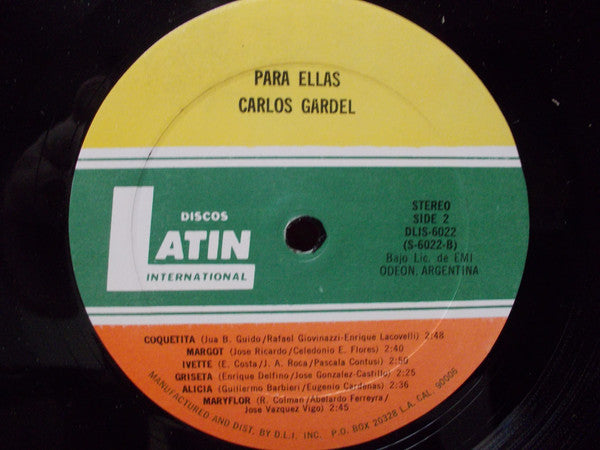 PARA ELLAS
CARLOS GARDEL
DISCOS
LATIN
INTERNATIONAL
STEREO
SIDE 2
DLIS-6022
(S-6022-B)
Bajo Lic. de EMI
ODEON, ARGENTINA
COQUETITA (Jua B. Guido/Rafael Giovinazzi-Enrique Lacovelli) 2:48
MARGOT (Jose Ricardo/Celedonio E. Flores) 2:40
IVETTE (E. Costa/J. A. Roca/Pascala Contusi) 2:50
GRISETA (Enrique Delfino/Jose Gonzalez-Castillo) 2:25
ALICIA (Guillermo Barbieri/Eugenio Cardenas) 2:36
MARYFLOR (R. Colman/Abelardo Ferreyra/
Jose Vazquez Vigo) 2:45
MANUFACTURED AND DIST. BY D.L.I. INC. P.O. BOX 20328 L.A. CAL. 90006